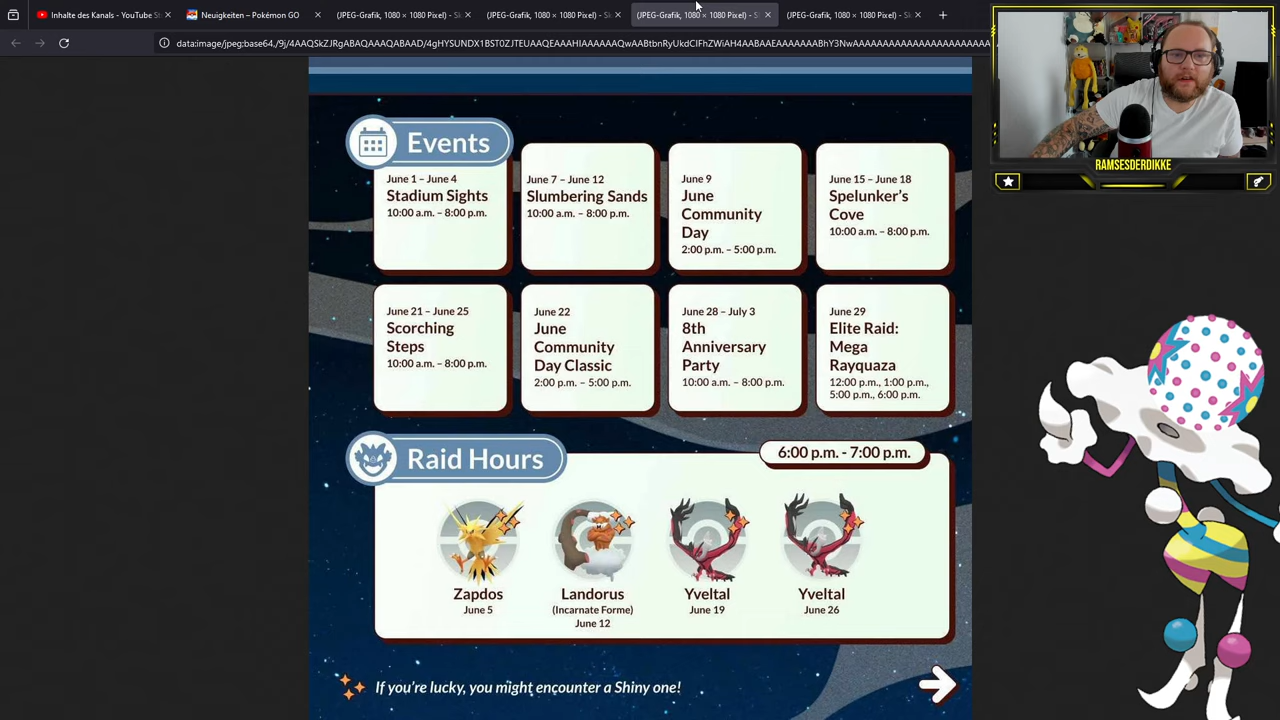 Inhalte des Kanals - YouTube St
Neuigkeiten – Pokémon GO
(JPEG-Grafik, 1080 × 1080 Pixel) – Sk
(JPEG-Grafik, 1080 × 1080 Pixel) – Sk
(JPEG-Grafik, 1080 × 1080 Pixel) – S
(JPEG-Grafik, 1080 × 1080 Pixel) – Sk
Events
June 1 – June 4
Stadium Sights
10:00 a.m. – 8:00 p.m.
June 7 – June 12
Slumbering Sands
10:00 a.m. – 8:00 p.m.
June 9
June
Community
Day
2:00 p.m. – 5:00 p.m.
June 15 – June 18
Spelunker's
Cove
10:00 a.m. – 8:00 p.m.
June 21 – June 25
Scorching
Steps
10:00 a.m. – 8:00 p.m.
June 22
June
Community
Day Classic
2:00 p.m. – 5:00 p.m.
June 28 – July 3
8th
Anniversary
Party
10:00 a.m. – 8:00 p.m.
June 29
Elite Raid:
Mega
Rayquaza
12:00 p.m., 1:00 p.m.,
5:00 p.m., 6:00 p.m.
Raid Hours
6:00 p.m. - 7:00 p.m.
Zapdos
June 5
Landorus
(Incarnate Forme)
June 12
Yveltal
June 19
Yveltal
June 26
If you're lucky, you might encounter a Shiny one!
RAMSESDERDIKKE